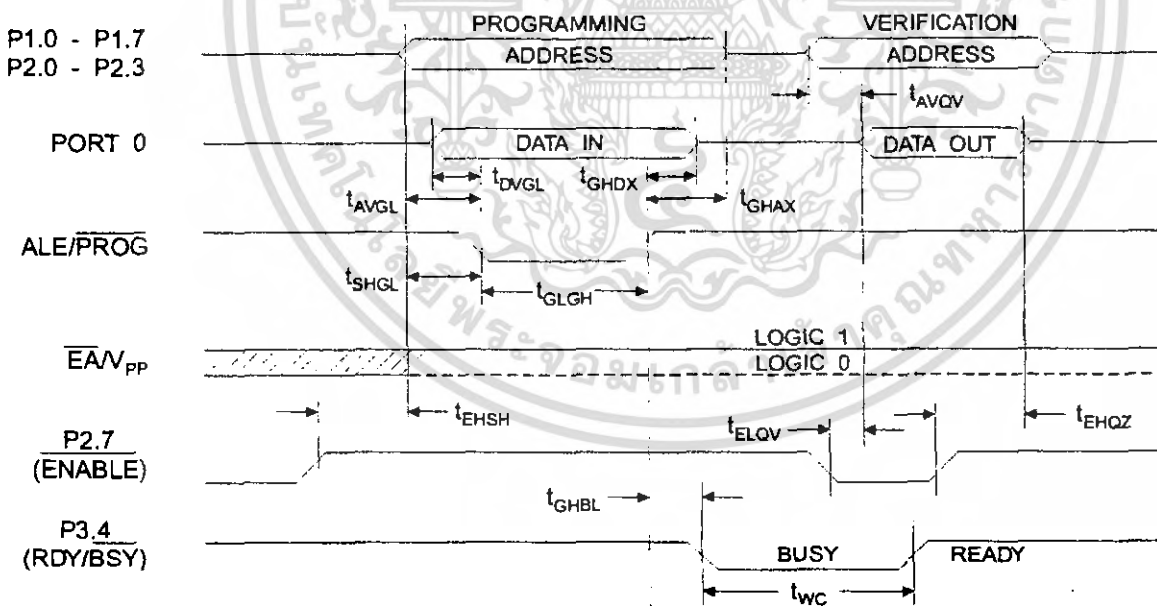 PROGRAMMING VERIFICATION
P1.0 - P1.7
P2.0 - P2.3
ADDRESS ADDRESS
tAVQV
PORT 0 DATA IN DATA OUT
tDVGL tGHDX
tAVGL tGHAX
ALE/PROG
tSHGL tGLGH
LOGIC 1
EA/VPP LOGIC 0
tEHSH tELQV tEHQZ
P2.7
(ENABLE)
tGHBL
P3.4
(RDY/BSY) BUSY READY
tWC